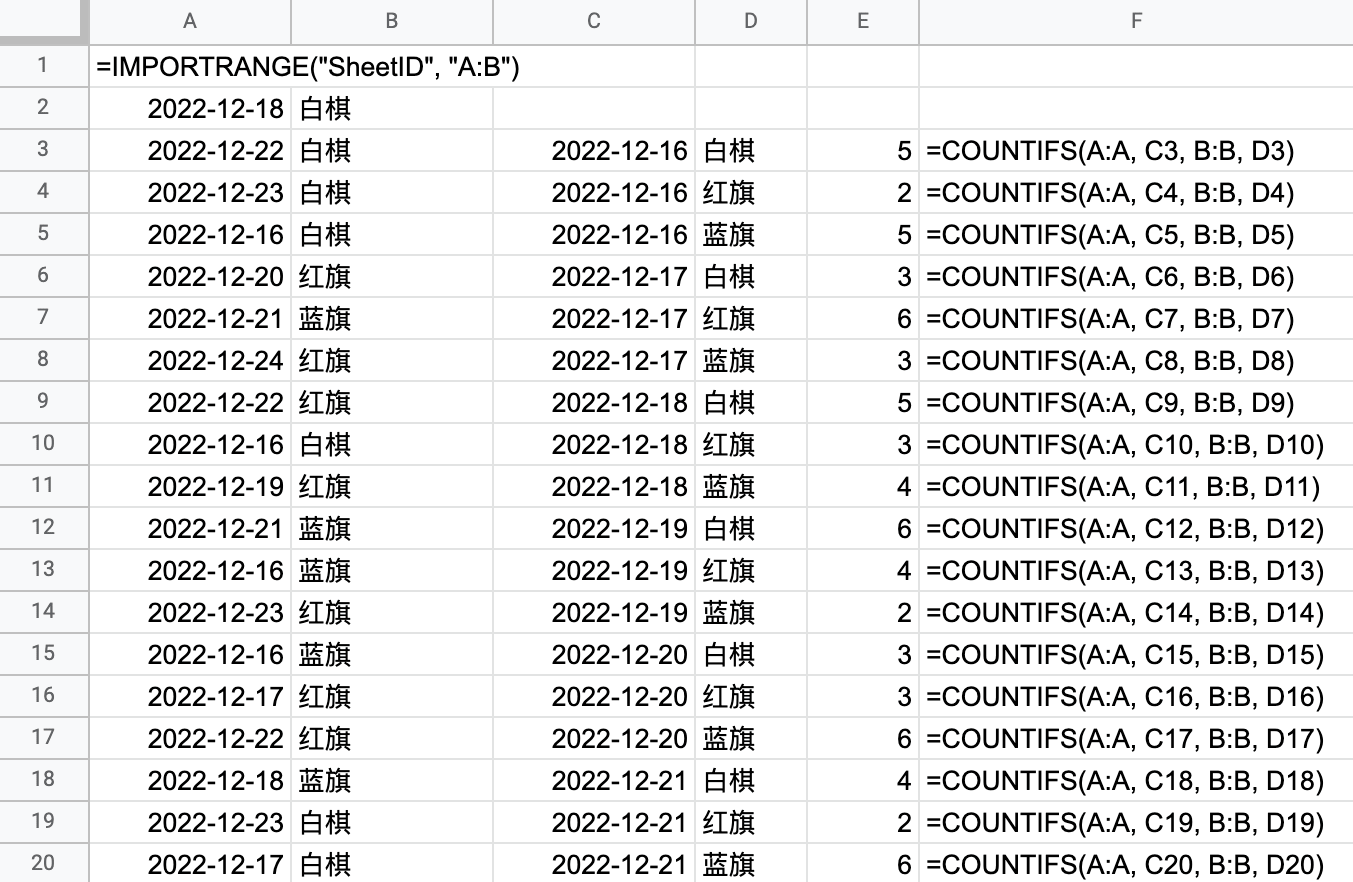 A B C D E F
1 =IMPORTRANGE("SheetID", "A:B")
2 2022-12-18 白棋
3 2022-12-22 白棋 2022-12-16 白棋 5 =COUNTIFS(A:A, C3, B:B, D3)
4 2022-12-23 白棋 2022-12-16 红旗 2 =COUNTIFS(A:A, C4, B:B, D4)
5 2022-12-16 白棋 2022-12-16 蓝旗 5 =COUNTIFS(A:A, C5, B:B, D5)
6 2022-12-20 红旗 2022-12-17 白棋 3 =COUNTIFS(A:A, C6, B:B, D6)
7 2022-12-21 蓝旗 2022-12-17 红旗 6 =COUNTIFS(A:A, C7, B:B, D7)
8 2022-12-24 红旗 2022-12-17 蓝旗 3 =COUNTIFS(A:A, C8, B:B, D8)
9 2022-12-22 红旗 2022-12-18 白棋 5 =COUNTIFS(A:A, C9, B:B, D9)
10 2022-12-16 白棋 2022-12-18 红旗 3 =COUNTIFS(A:A, C10, B:B, D10)
11 2022-12-19 红旗 2022-12-18 蓝旗 4 =COUNTIFS(A:A, C11, B:B, D11)
12 2022-12-21 蓝旗 2022-12-19 白棋 6 =COUNTIFS(A:A, C12, B:B, D12)
13 2022-12-16 蓝旗 2022-12-19 红旗 4 =COUNTIFS(A:A, C13, B:B, D13)
14 2022-12-23 红旗 2022-12-19 蓝旗 2 =COUNTIFS(A:A, C14, B:B, D14)
15 2022-12-16 蓝旗 2022-12-20 白棋 3 =COUNTIFS(A:A, C15, B:B, D15)
16 2022-12-17 红旗 2022-12-20 红旗 3 =COUNTIFS(A:A, C16, B:B, D16)
17 2022-12-22 红旗 2022-12-20 蓝旗 6 =COUNTIFS(A:A, C17, B:B, D17)
18 2022-12-18 蓝旗 2022-12-21 白棋 4 =COUNTIFS(A:A, C18, B:B, D18)
19 2022-12-23 白棋 2022-12-21 红旗 2 =COUNTIFS(A:A, C19, B:B, D19)
20 2022-12-17 白棋 2022-12-21 蓝旗 6 =COUNTIFS(A:A, C20, B:B, D20)